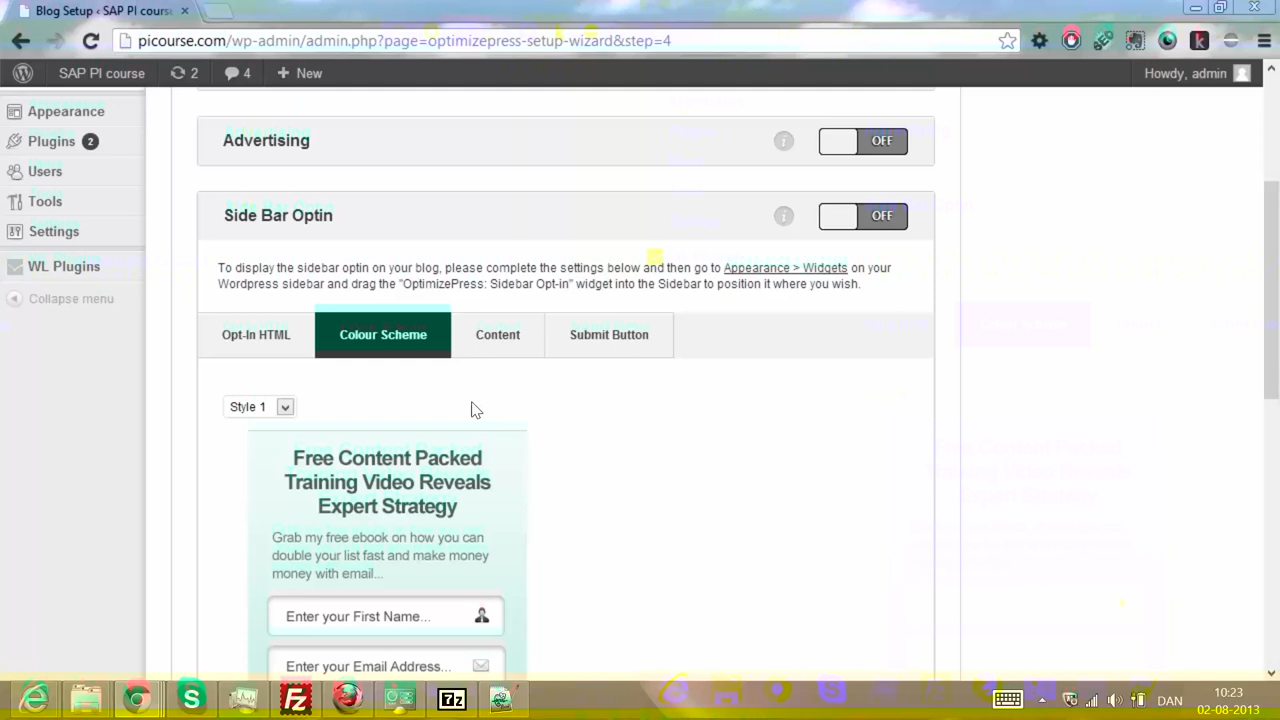 Blog Setup ‹ SAP PI cours
picourse.com/wp-admin/admin.php?page=optimizepress-setup-wizard&step=4
SAP PI course 2 4 New Howdy, admin
Appearance
Plugins 2
Users
Tools
Settings
WL Plugins
Collapse menu
Advertising OFF
Side Bar Optin OFF
To display the sidebar optin on your blog, please complete the settings below and then go to Appearance > Widgets on your
Wordpress sidebar and drag the "OptimizePress: Sidebar Opt-in" widget into the Sidebar to position it where you wish.
Opt-In HTML Colour Scheme Content Submit Button
Style 1
Free Content Packed
Training Video Reveals
Expert Strategy
Grab my free ebook on how you can
double your list fast and make money
money with email...
Enter your First Name...
Enter your Email Address...
DAN
10:23
02-08-2013